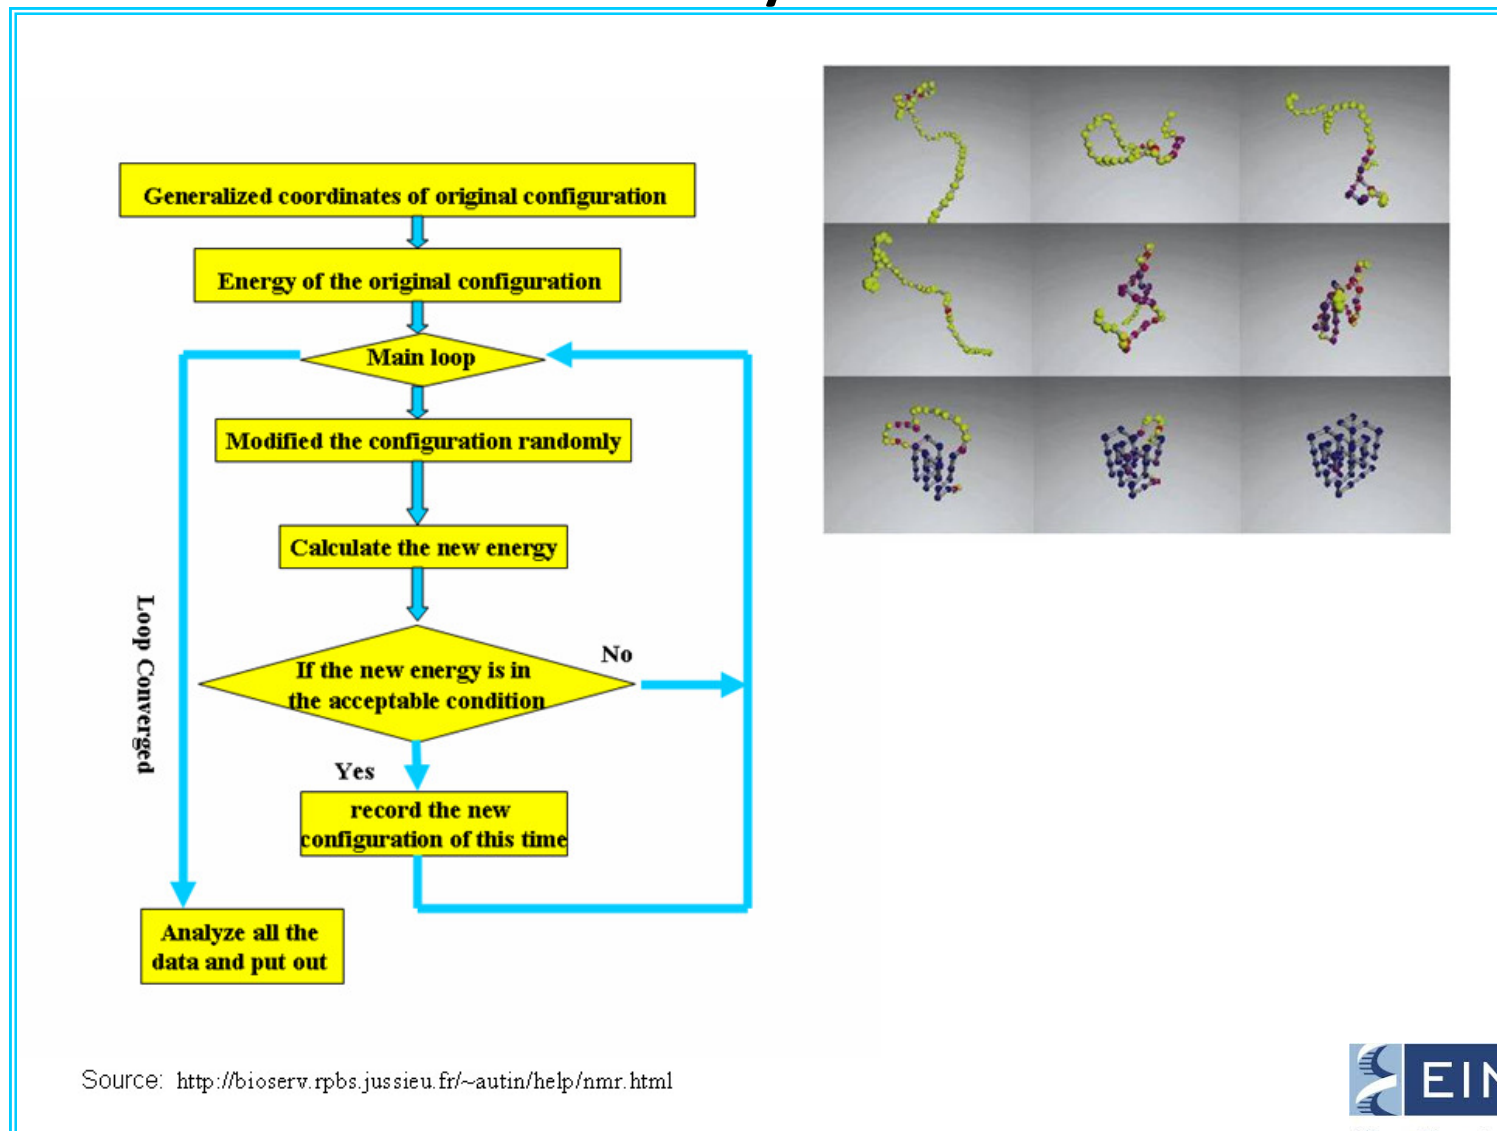 Generalized coordinates of original configuration
Energy of the original configuration
Main loop
Modified the configuration randomly
Calculate the new energy
If the new energy is in
the acceptable condition
No
Yes
record the new
configuration of this time
Loop Converged
Analyze all the
data and put out
Source: http://bioserv.rpbs.jussieu.fr/~autin/help/nmr.html